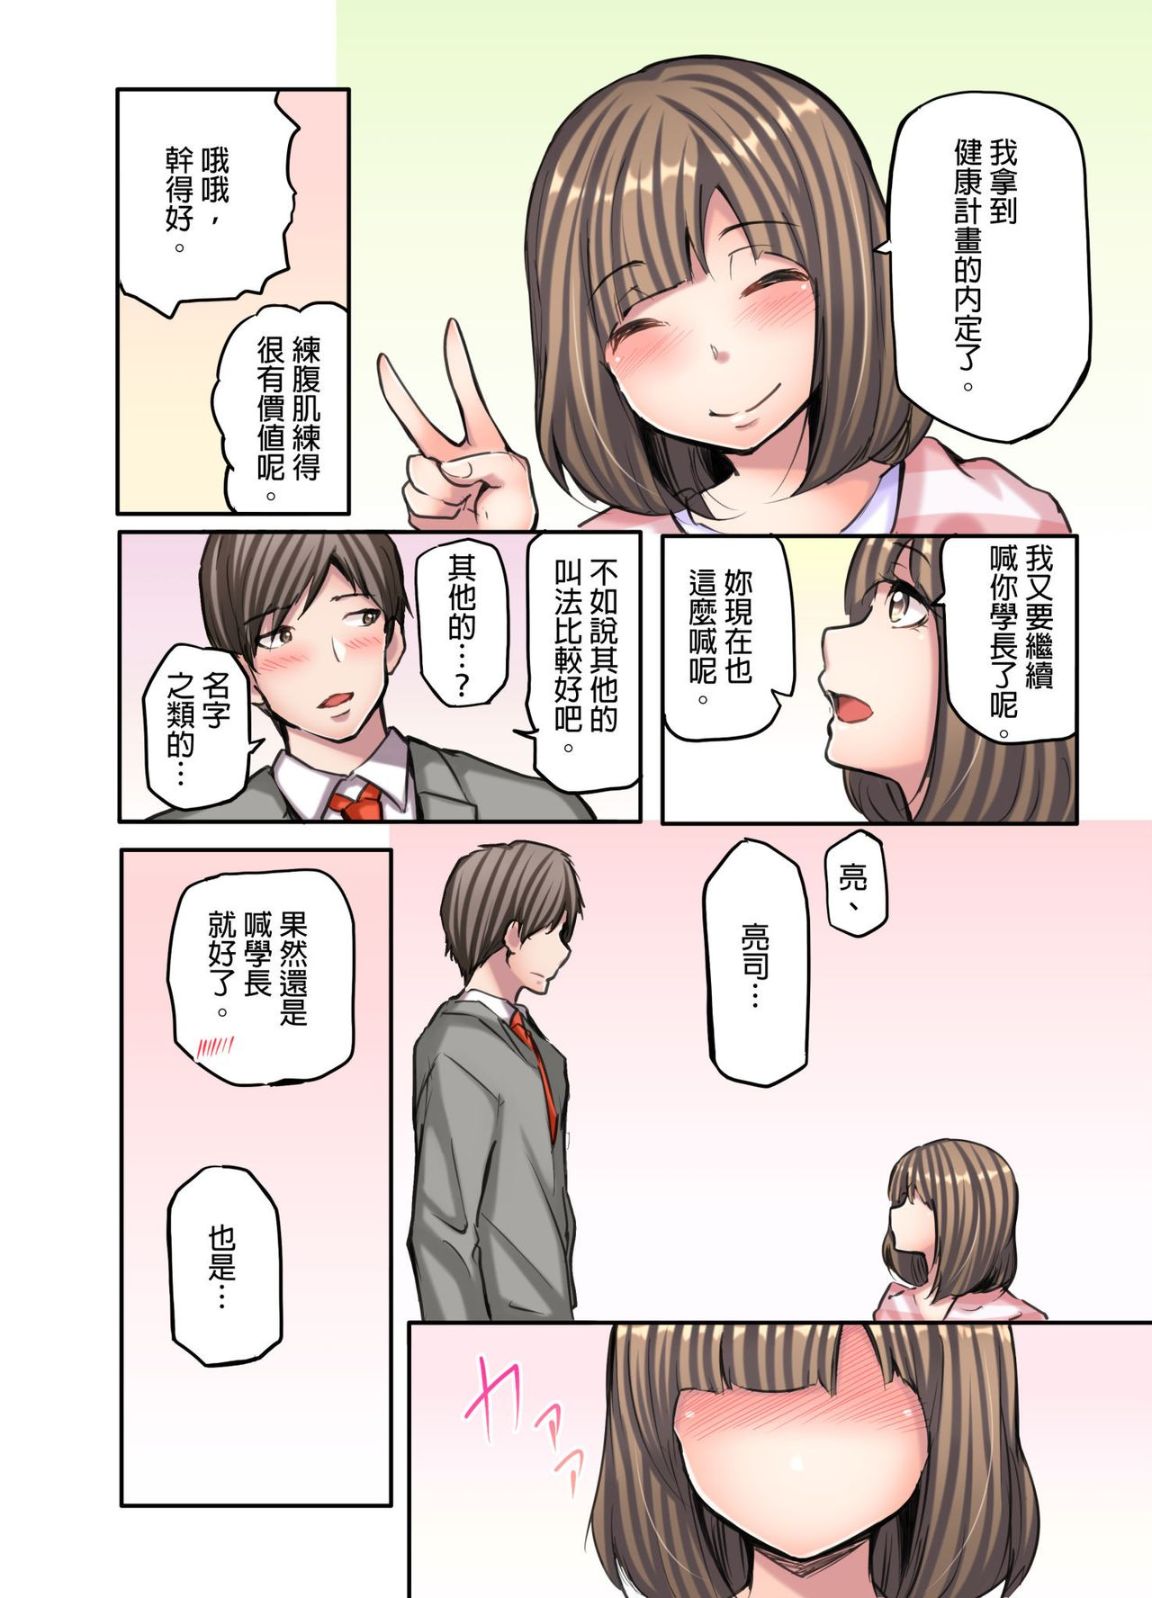 我拿到
健康計畫的內定了。
哦哦，
幹得好。
練腹肌練得
很有價值呢。
我又要繼續
喊你學長了呢。
妳現在也
這麼喊呢。
不如說其他的
叫法比較好吧。
其他的…？
名字
之類的…
亮、
亮司…
カアァ
果然還是
喊學長
就好了。
也是…